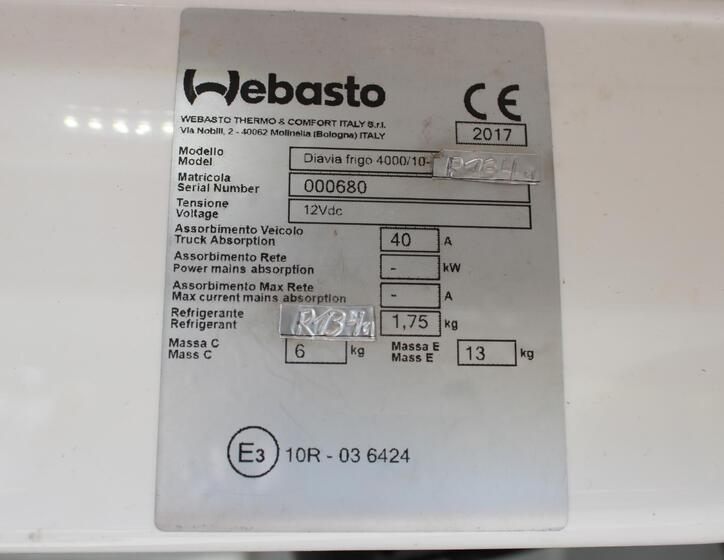 Webasto
CE
WEBASTO THERMO & COMFORT ITALY S.r.l.
Via Nobili, 2 - 40062 Molinella (Bologna) ITALY
2017
Modello
Model
Diavia frigo 4000/10- R134a
Matricola
Serial Number
000680
Tensione
Voltage
12Vdc
Assorbimento Veicolo
Truck Absorption
40 A
Assorbimento Rete
Power mains absorption
- kW
Assorbimento Max Rete
Max current mains absorption
- A
Refrigerante
Refrigerant
R134a 1,75 kg
Massa C
Mass C
6 kg
Massa E
Mass E
13 kg
E3 10R - 03 6424